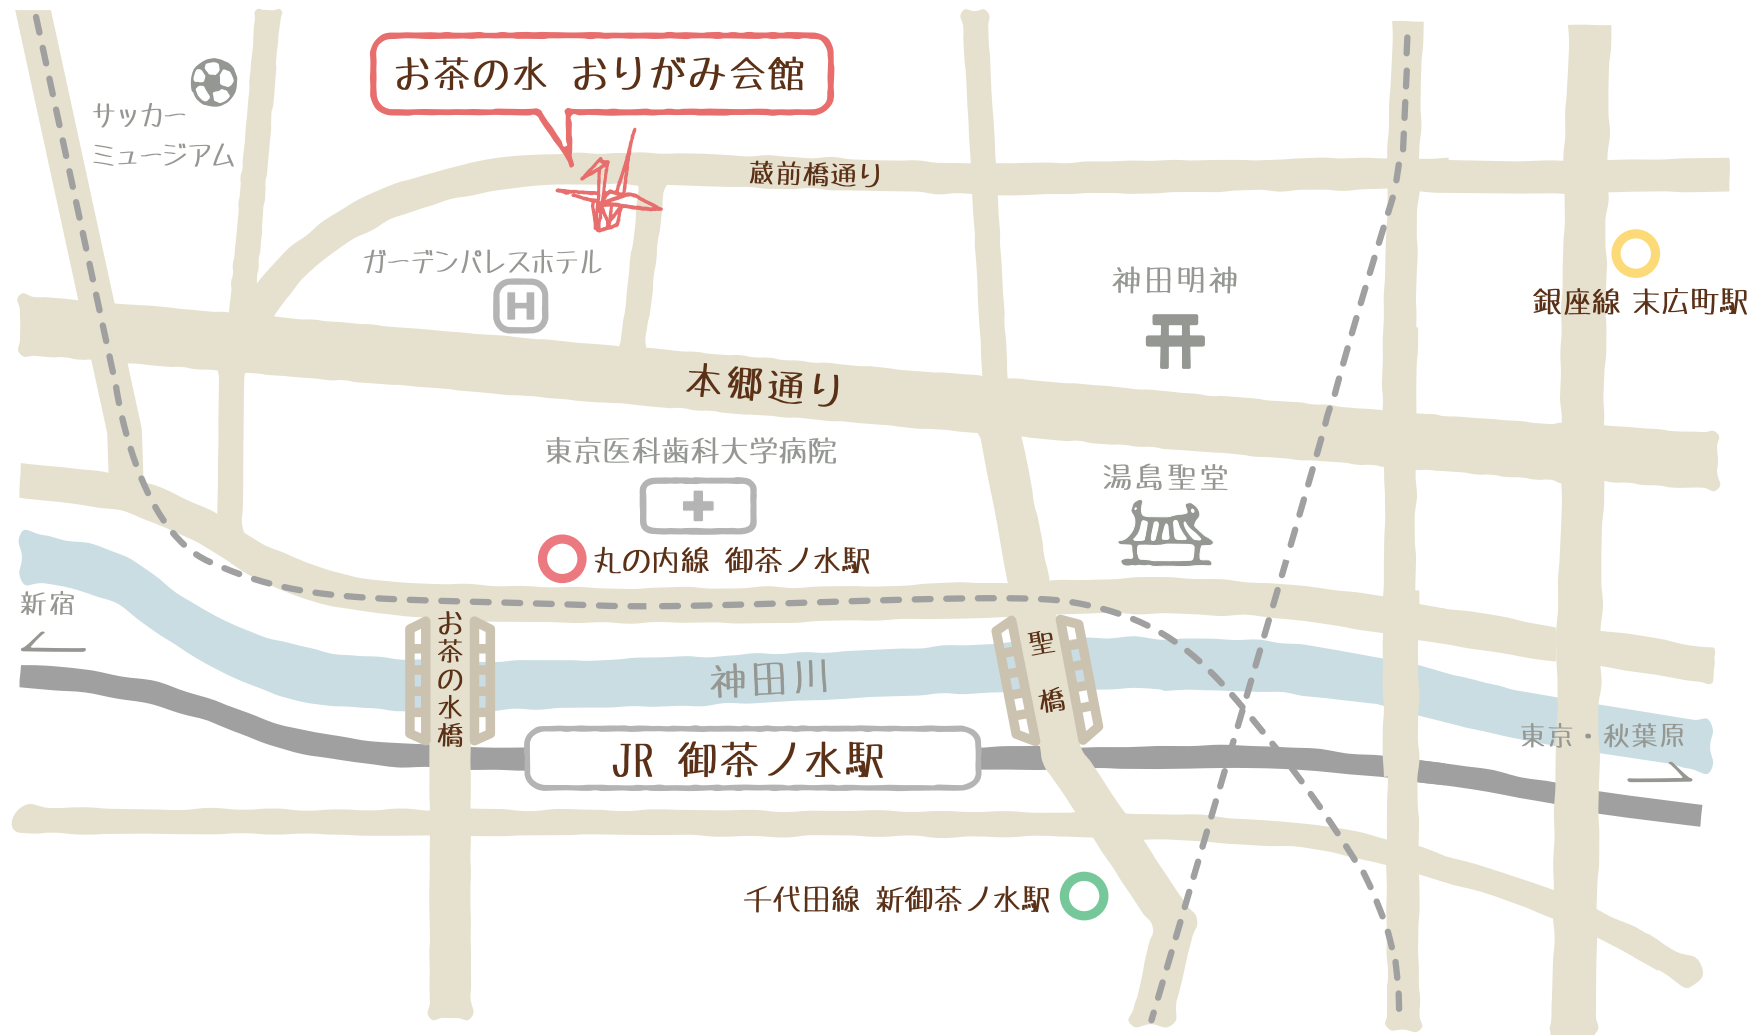 お茶の水 おりがみ会館
サッカー
ミュージアム
蔵前橋通り
ガーデンパレスホテル
H
神田明神
銀座線 末広町駅
本郷通り
東京医科歯科大学病院
湯島聖堂
丸の内線 御茶ノ水駅
新宿
お茶の水橋
聖橋
神田川
東京・秋葉原
JR 御茶ノ水駅
千代田線 新御茶ノ水駅